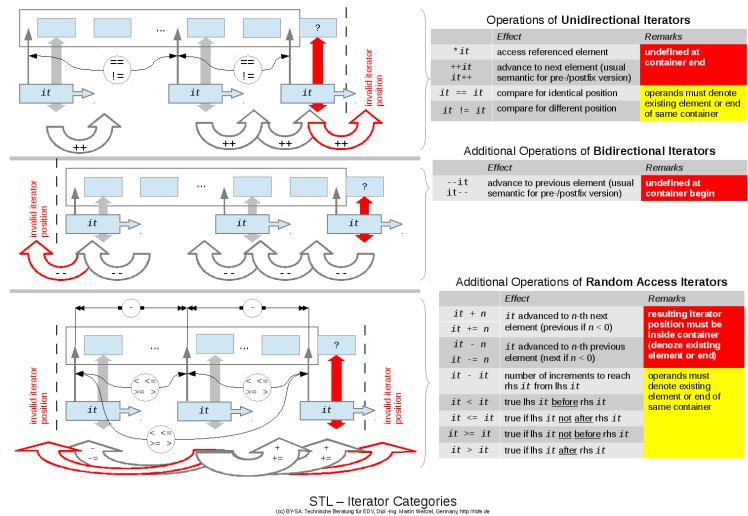 Operations of Unidirectional Iterators
Effect Remarks
*it access referenced element undefined at
container end
++it advance to next element (usual
it++ semantic for pre-/postfix version)
it == it compare for identical position operands must denote
existing element or end
of same container
it != it compare for different position
... ?
== ==
!= !=
it it it
invalid iterator
position
++ ++ ++
Additional Operations of Bidirectional Iterators
Effect Remarks
--it advance to previous element (usual undefined at
it-- semantic for pre-/postfix version) container begin
invalid iterator
position
... ?
it it it
-- -- --
Additional Operations of Random Access Iterators
Effect Remarks
it + n it advanced to n-th next resulting iterator
it += n element (previous if n < 0) position must be
inside container
it - n it advanced to n-th previous (denoze existing
it -= n element (next if n < 0) element or end)
it - it number of increments to reach operands must
rhs it from lhs it denote existing
element or end of
same container
it < it true lhs it before rhs it
it <= it true if lhs it not after rhs it
it >= it true if lhs it not before rhs it
it > it true if lhs it after rhs it
- -
... ?
invalid iterator
position
< <= < <=
>= > >= >
it it it
< <=
>= >
invalid iterator
position
- + +
-= += +=
STL – Iterator Categories
(cc) BY-SA: Technische Beratung für EDV, Dipl.-Ing. Martin Weitzel, Germany, http://tbfe.de